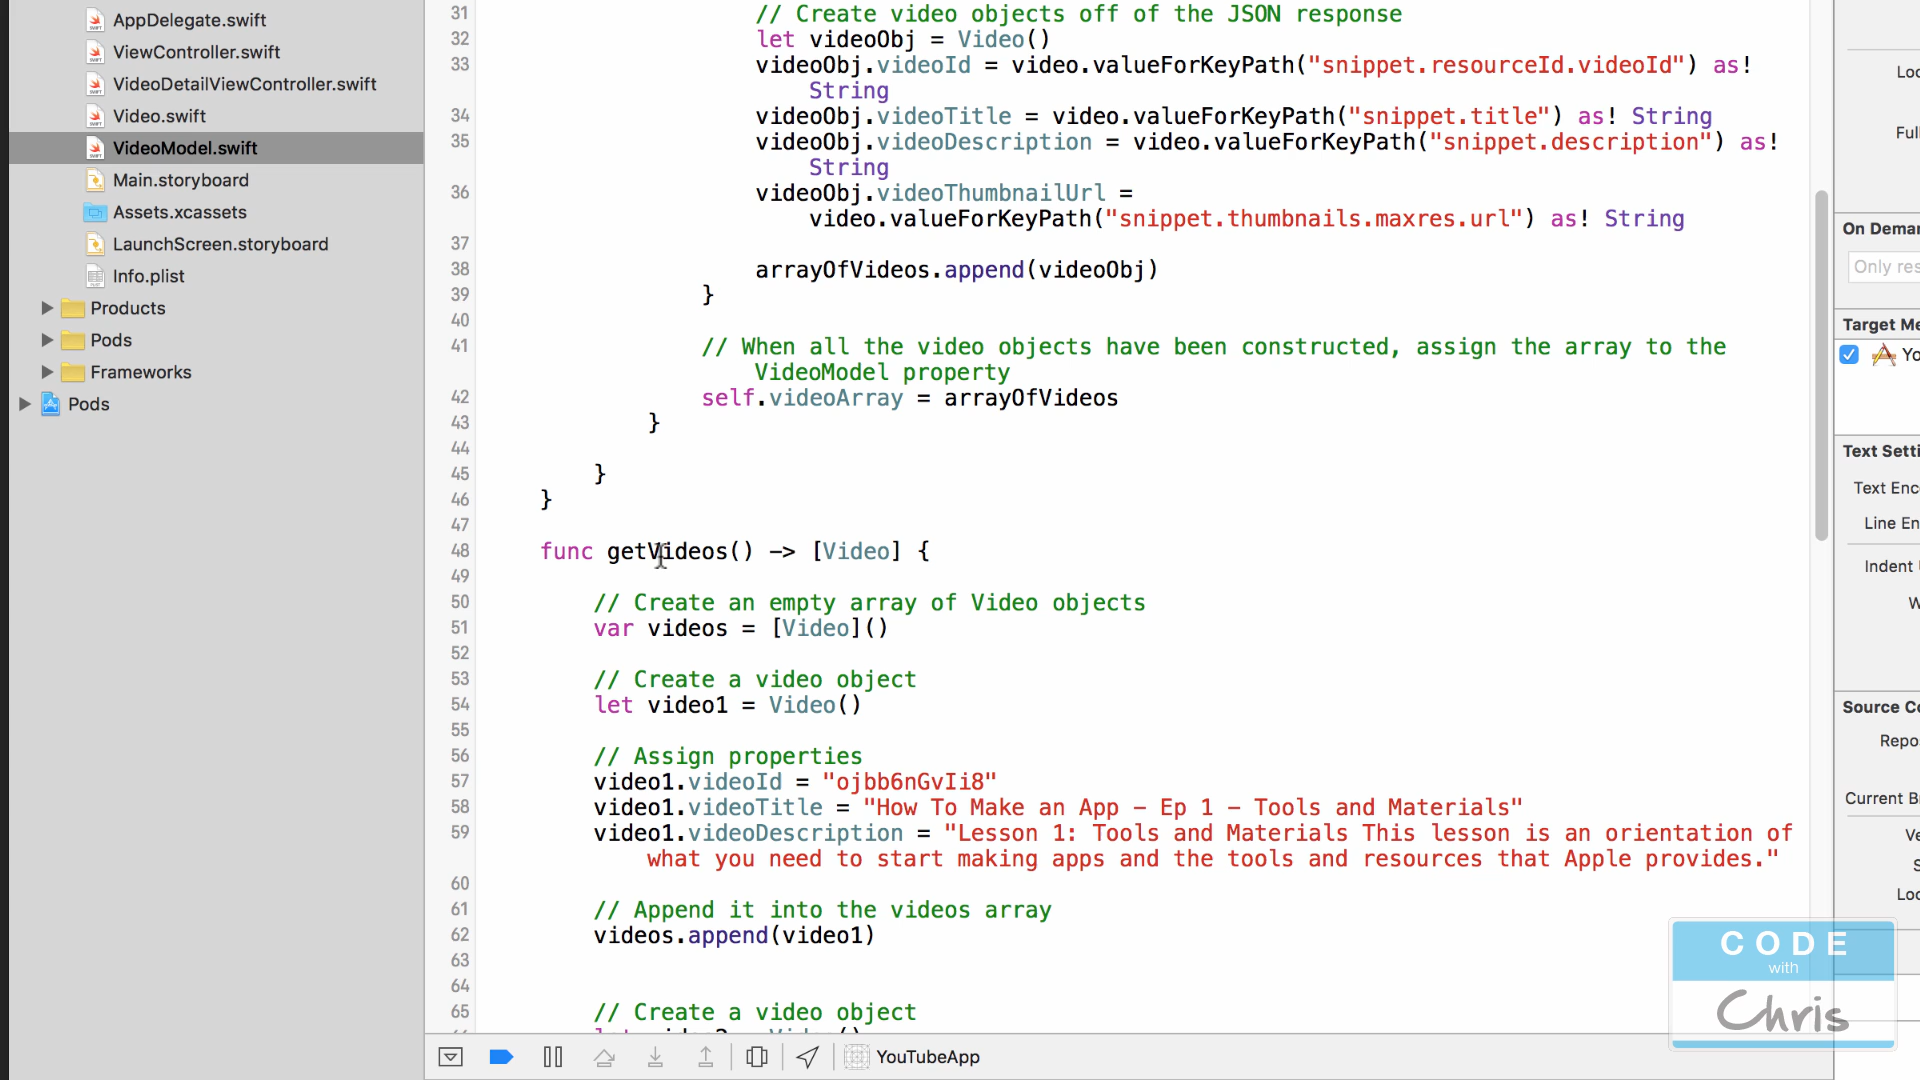 AppDelegate.swift
ViewController.swift
VideoDetailViewController.swift
Video.swift
VideoModel.swift
Main.storyboard
Assets.xcassets
LaunchScreen.storyboard
Info.plist
Products
Pods
Frameworks
Pods
31 // Create video objects off of the JSON response
32 let videoObj = Video()
33 videoObj.videoId = video.valueForKeyPath("snippet.resourceId.videoId") as!
String
34 videoObj.videoTitle = video.valueForKeyPath("snippet.title") as! String
35 videoObj.videoDescription = video.valueForKeyPath("snippet.description") as!
String
36 videoObj.videoThumbnailUrl =
video.valueForKeyPath("snippet.thumbnails.maxres.url") as! String
37
38 arrayOfVideos.append(videoObj)
39 }
40
41 // When all the video objects have been constructed, assign the array to the
VideoModel property
42 self.videoArray = arrayOfVideos
43 }
44
45 }
46 }
47
48 func getVideos() -> [Video] {
49
50 // Create an empty array of Video objects
51 var videos = [Video]()
52
53 // Create a video object
54 let video1 = Video()
55
56 // Assign properties
57 video1.videoId = "ojbb6nGvIi8"
58 video1.videoTitle = "How To Make an App – Ep 1 – Tools and Materials"
59 video1.videoDescription = "Lesson 1: Tools and Materials This lesson is an orientation of
what you need to start making apps and the tools and resources that Apple provides."
60
61 // Append it into the videos array
62 videos.append(video1)
63
64
65 // Create a video object
YouTubeApp
Loc
Full
On Deman
Only res
Target Me
Yo
Text Setti
Text Enc
Line En
Indent
W
Source Co
Repos
Current Br
Ve
S
Loc
CODE
with
Chris